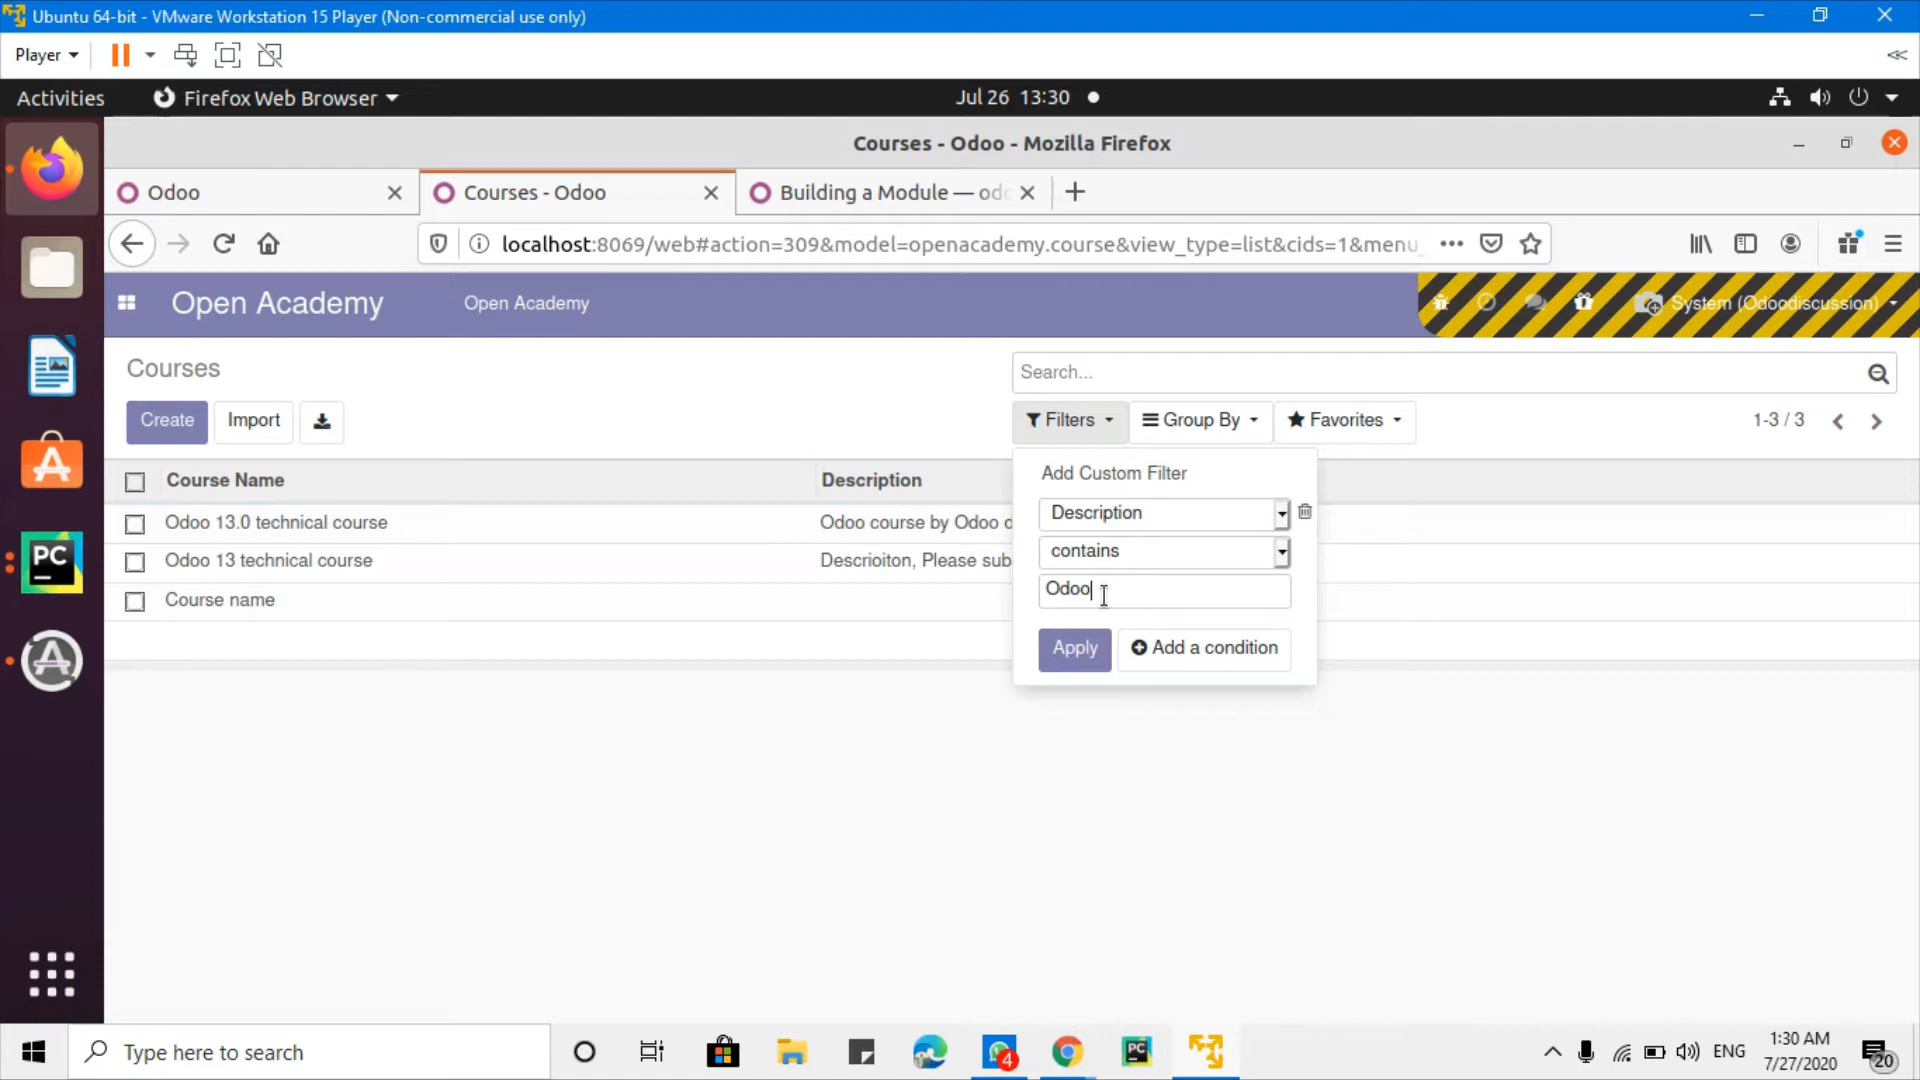 Ubuntu 64-bit - VMware Workstation 15 Player (Non-commercial use only)
Player
Activities
Firefox Web Browser
Jul 26 13:30
Courses - Odoo - Mozilla Firefox
Odoo
Courses - Odoo
Building a Module — odo
localhost:8069/web#action=309&model=openacademy.course&view_type=list&cids=1&menu_
Open Academy
Open Academy
System (Odoodiscussion)
Courses
Search...
Create
Import
Filters
Group By
Favorites
1-3 / 3
Course Name
Description
Odoo 13.0 technical course
Odoo course by Odoo d
Odoo 13 technical course
Descrioiton, Please sub
Course name
Add Custom Filter
Description
contains
Odoo
Apply
Add a condition
PC
Type here to search
4
PC
ENG
1:30 AM
7/27/2020
20